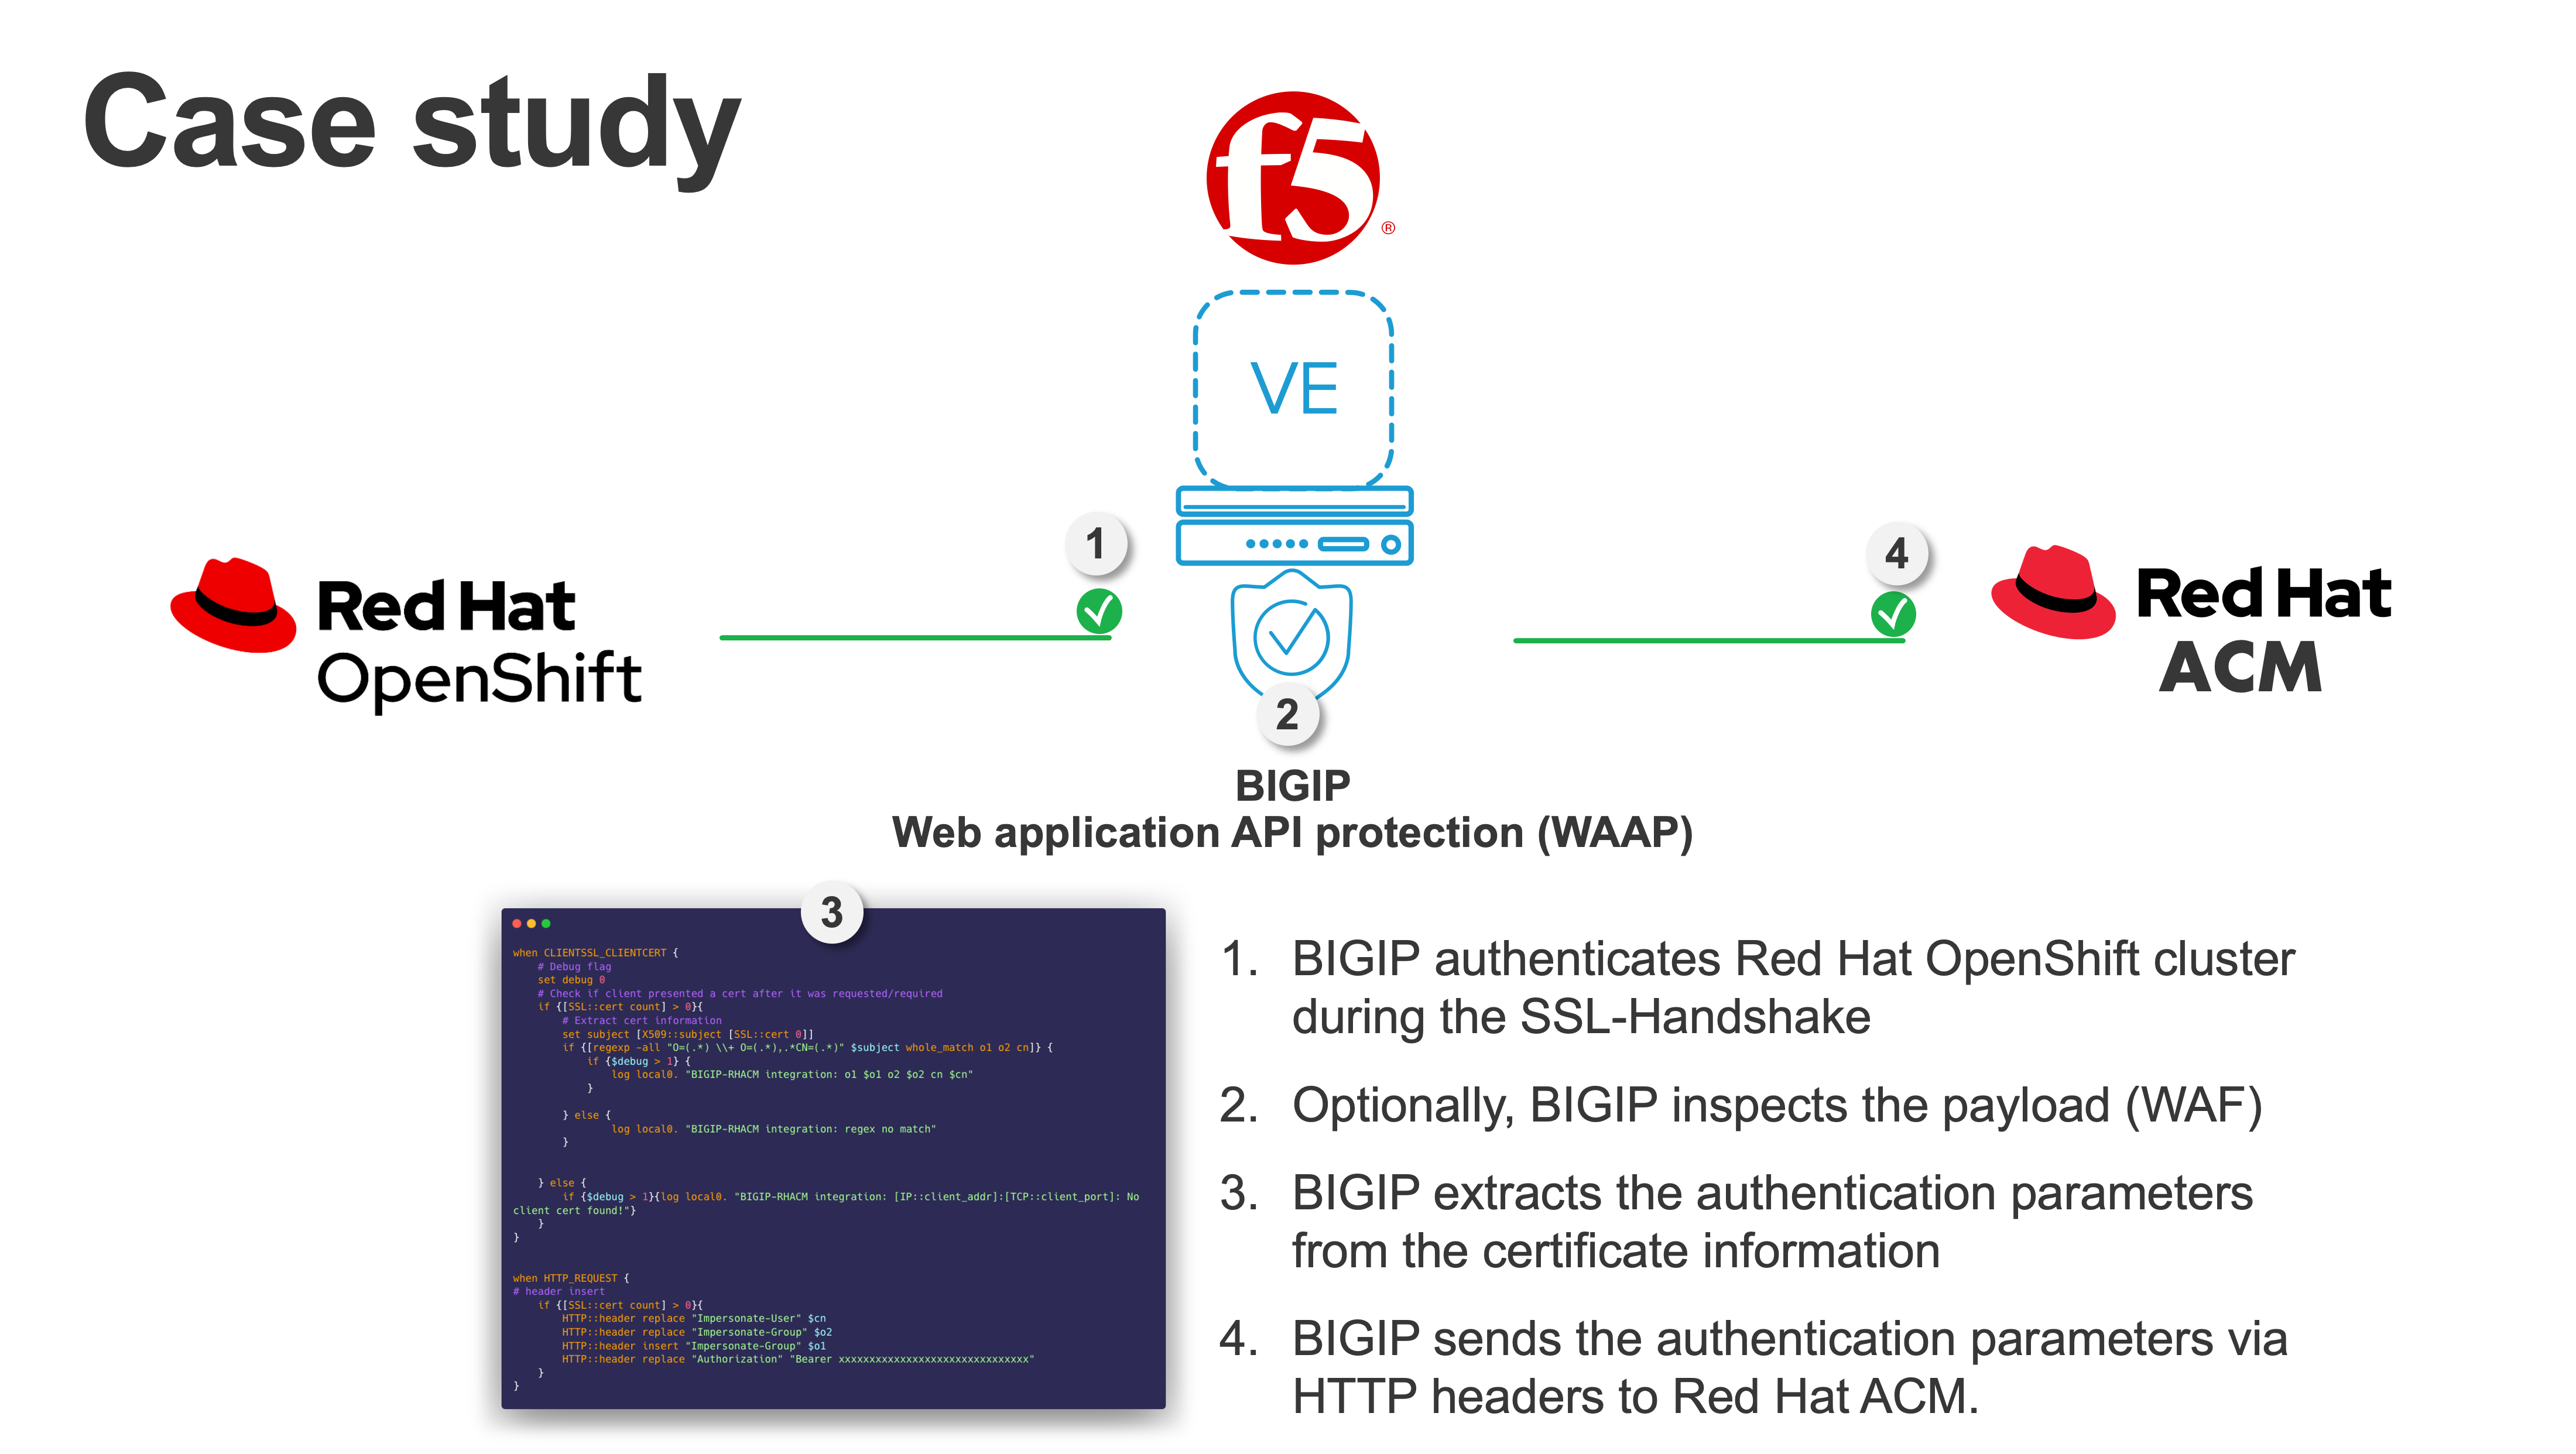 Case study
f5
®
VE
1
4
Red Hat
OpenShift
Red Hat
ACM
2
BIGIP
Web application API protection (WAAP)
3
when CLIENTSSL_CLIENTCERT {
# Debug flag
set debug 0
# Check if client presented a cert after it was requested/required
if {[SSL::cert count] > 0}{
# Extract cert information
set subject [X509::subject [SSL::cert 0]]
if {[regexp -all "O=(.*) \\+ O=(.*),.*CN=(.*)" $subject whole_match o1 o2 cn]} {
if {$debug > 1} {
log local0. "BIGIP-RHACM integration: o1 $o1 o2 $o2 cn $cn"
}
} else {
log local0. "BIGIP-RHACM integration: regex no match"
}
} else {
if {$debug > 1}{log local0. "BIGIP-RHACM integration: [IP::client_addr]:[TCP::client_port]: No
client cert found!"}
}
}
when HTTP_REQUEST {
# header insert
if {[SSL::cert count] > 0}{
HTTP::header replace "Impersonate-User" $cn
HTTP::header replace "Impersonate-Group" $o2
HTTP::header insert "Impersonate-Group" $o1
HTTP::header replace "Authorization" "Bearer xxxxxxxxxxxxxxxxxxxxxxxxxxxxxxx"
}
}
1. BIGIP authenticates Red Hat OpenShift cluster
during the SSL-Handshake
2. Optionally, BIGIP inspects the payload (WAF)
3. BIGIP extracts the authentication parameters
from the certificate information
4. BIGIP sends the authentication parameters via
HTTP headers to Red Hat ACM.